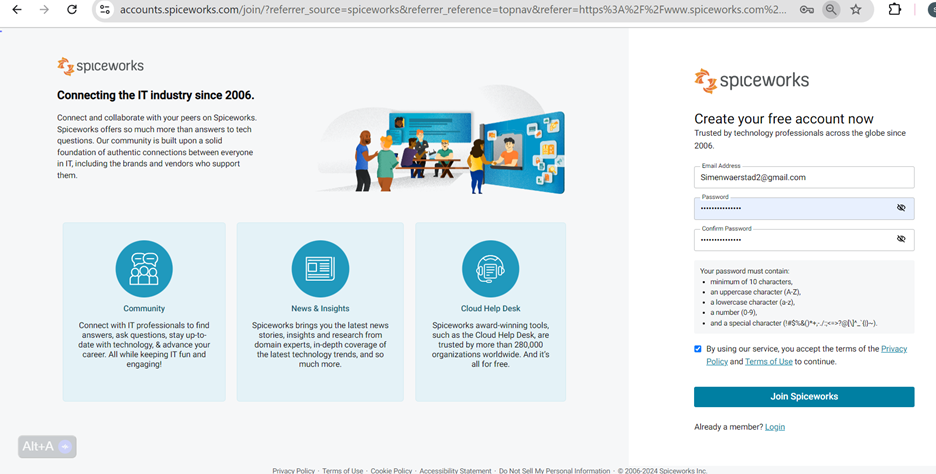 accounts.spiceworks.com/join/?referrer_source=spiceworks&referrer_reference=topnav&referer=https%3A%2F%2Fwww.spiceworks.com%2...
spiceworks
Connecting the IT industry since 2006.
Connect and collaborate with your peers on Spiceworks.
Spiceworks offers so much more than answers to tech
questions. Our community is built upon a solid
foundation of authentic connections between everyone
in IT, including the brands and vendors who support
them.
Community
Connect with IT professionals to find
answers, ask questions, stay up-to-
date with technology, & advance your
career. All while keeping IT fun and
engaging!
News & Insights
Spiceworks brings you the latest news
stories, insights and research from
domain experts, in-depth coverage of
the latest technology trends, and so
much more.
Cloud Help Desk
Spiceworks award-winning tools,
such as the Cloud Help Desk, are
trusted by more than 280,000
organizations worldwide. And it's
all for free.
Alt+A
spiceworks
Create your free account now
Trusted by technology professionals across the globe since
2006.
Email Address
Simenwaerstad2@gmail.com
Password
•••••••••••••••
Confirm Password
•••••••••••••••
Your password must contain:
• minimum of 10 characters,
• an uppercase character (A-Z),
• a lowercase character (a-z),
• a number (0-9),
• and a special character (!#$%&()*+,-./:;<=>?@[\]^_`{|}~).
By using our service, you accept the terms of the Privacy
Policy and Terms of Use to continue.
Join Spiceworks
Already a member? Login
Privacy Policy · Terms of Use · Cookie Policy · Accessibility Statement · Do Not Sell My Personal Information · © 2006-2024 Spiceworks Inc.